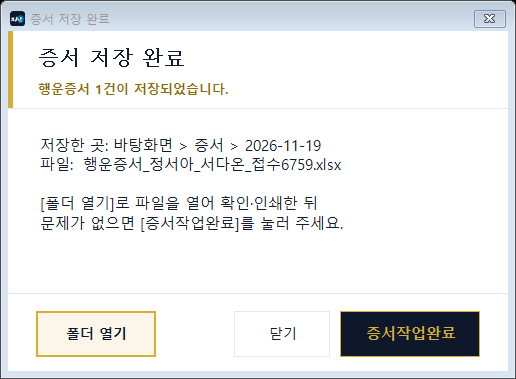 증서 저장 완료
증서 저장 완료
행운증서 1건이 저장되었습니다.
저장한 곳: 바탕화면 > 증서 > 2026-11-19
파일: 행운증서_정서아_서다온_접수6759.xlsx
[폴더 열기]로 파일을 열어 확인·인쇄한 뒤
문제가 없으면 [증서작업완료]를 눌러 주세요.
폴더 열기
닫기
증서작업완료